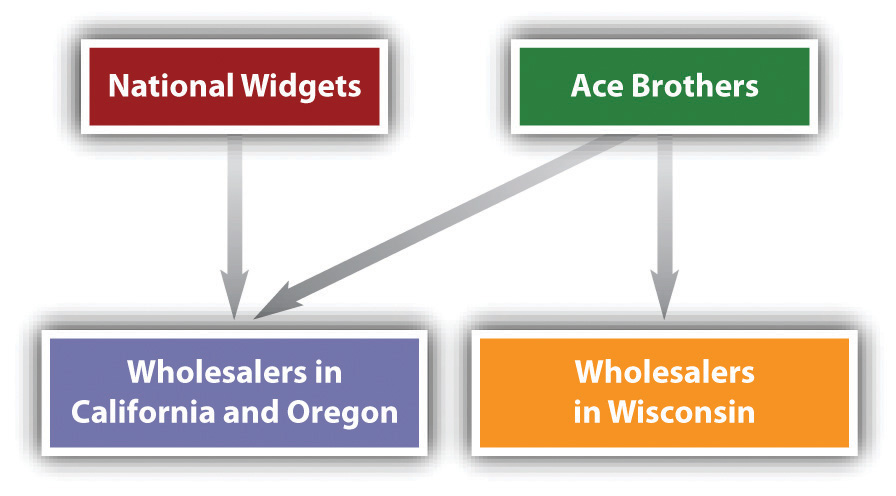 National Widgets
Ace Brothers
Wholesalers in
California and Oregon
Wholesalers
in Wisconsin